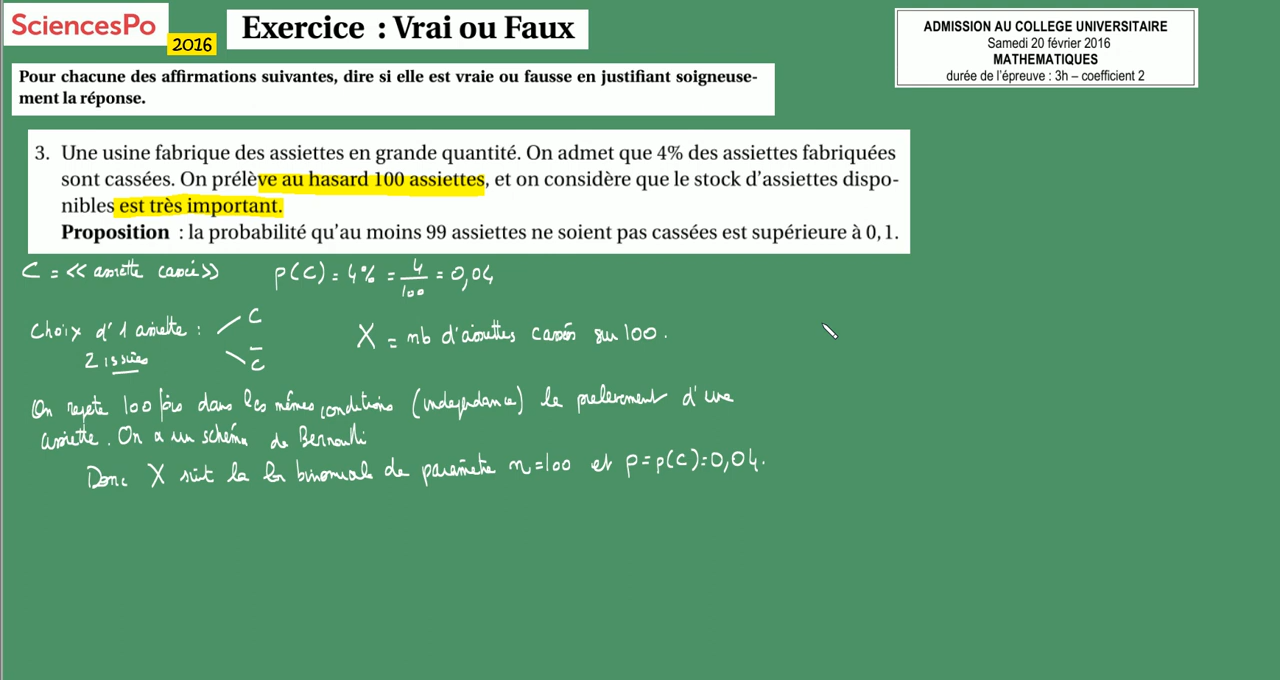 SciencesPo
2016
Exercice : Vrai ou Faux
ADMISSION AU COLLEGE UNIVERSITAIRE
Samedi 20 février 2016
MATHEMATIQUES
durée de l'épreuve : 3h – coefficient 2
Pour chacune des affirmations suivantes, dire si elle est vraie ou fausse en justifiant soigneuse-
ment la réponse.
3. Une usine fabrique des assiettes en grande quantité. On admet que 4% des assiettes fabriquées
sont cassées. On prélève au hasard 100 assiettes, et on considère que le stock d'assiettes dispo-
nibles est très important.
Proposition : la probabilité qu'au moins 99 assiettes ne soient pas cassées est supérieure à 0,1.
C = << assiette cassée >> p(C) = 4% = 4/100 = 0,04
Choix d'1 assiette : C
2 issues C̅
X = nb d'assiettes cassées sur 100.
On repete 100 fois dans les mêmes conditions (independance) le prelevement d'une
assiette. On a un schéma de Bernoulli
Donc X suit la loi binomiale de paramètre n=100 et p=p(C)=0,04.